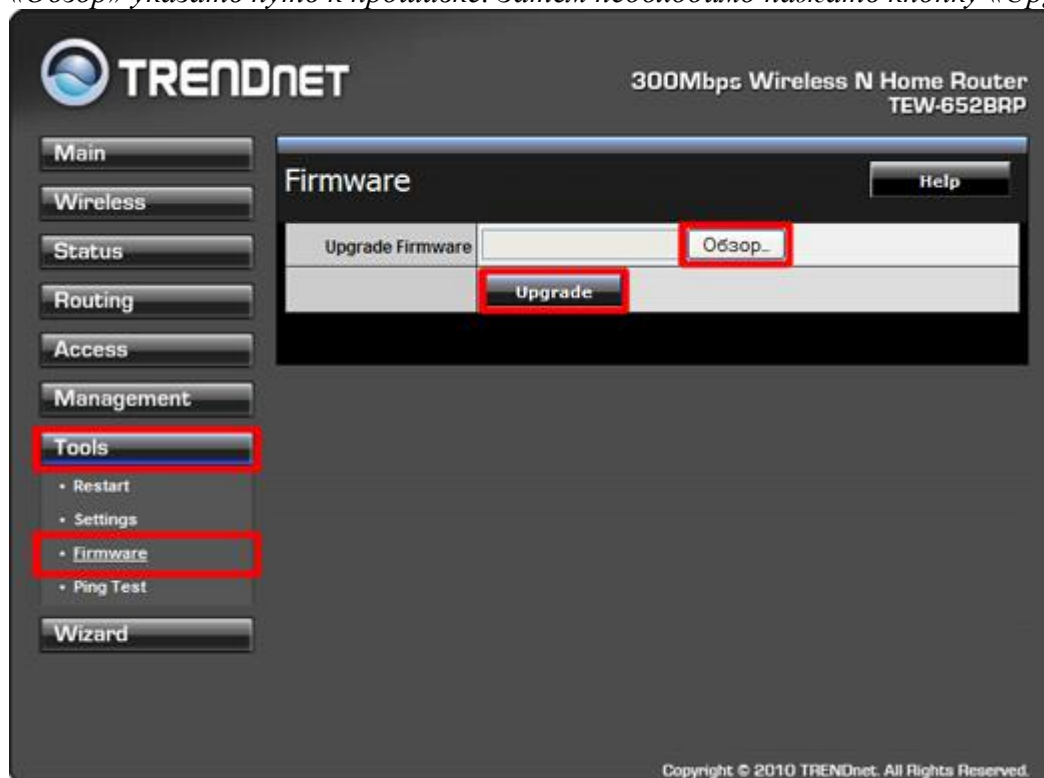 «Обзор» указать путь к прошивке. Затем необходимо нажать кнопку
TRENDNET
300Mbps Wireless N Home Router
TEW-652BRP
Main
Wireless
Status
Routing
Access
Management
Tools
• Restart
• Settings
• Firmware
• Ping Test
Wizard
Firmware
Help
Upgrade Firmware
Обзор...
Upgrade
Copyright © 2010 TRENDnet. All Rights Reserved.